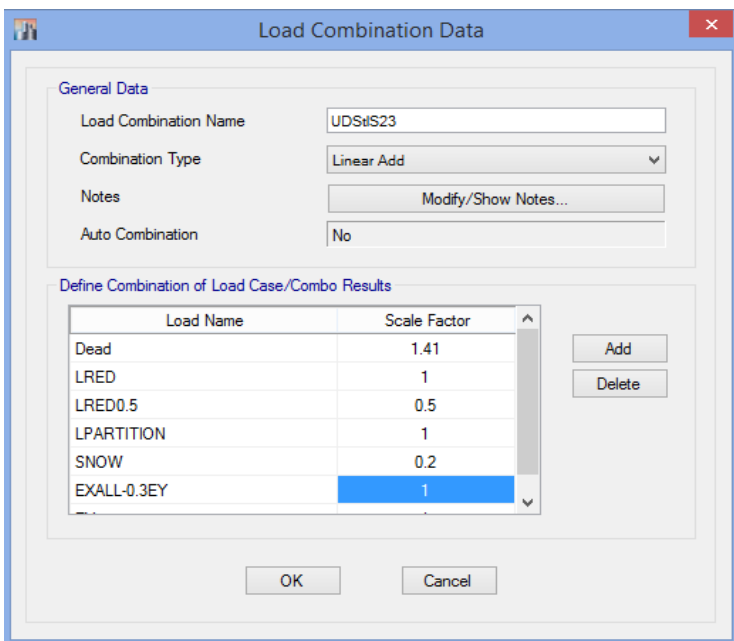 Load Combination Data
General Data
Load Combination Name UDStlS23
Combination Type Linear Add
Notes Modify/Show Notes...
Auto Combination No
Define Combination of Load Case/Combo Results
Load Name Scale Factor
Dead 1.41 Add
LRED 1 Delete
LRED0.5 0.5
LPARTITION 1
SNOW 0.2
EXALL-0.3EY 1
OK Cancel